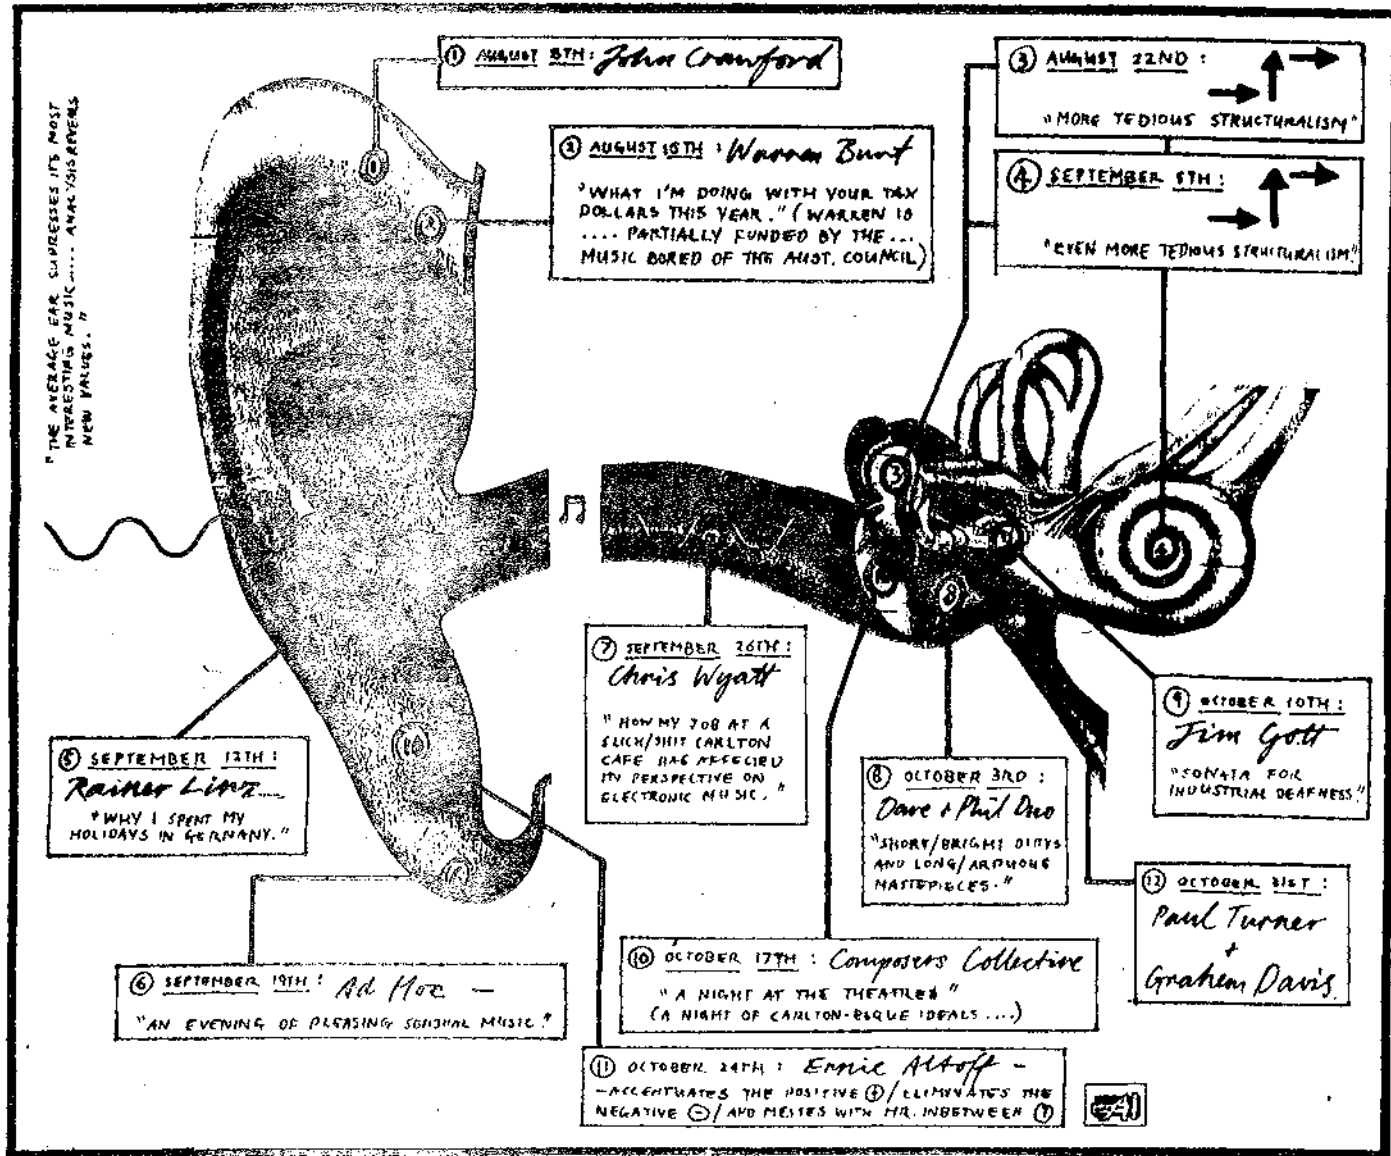 "THE AVERAGE EAR SUPRESSES IT'S MOST
INTERESTING MUSIC..... ANALYSIS REVEALS
NEW VALUES."
① AUGUST 8TH: John Crawford
② AUGUST 15TH: Warren Burt
"WHAT I'M DOING WITH YOUR TAX
DOLLARS THIS YEAR." (WARREN IS
.... PARTIALLY FUNDED BY THE ...
MUSIC BORED OF THE AUST. COUNCIL)
③ AUGUST 22ND: → ↑ →
"MORE TEDIOUS STRUCTURALISM"
④ SEPTEMBER 5TH: → ↑ →
"EVEN MORE TEDIOUS STRUCTURALISM"
⑤ SEPTEMBER 12TH:
Rainer Linz
"WHY I SPENT MY
HOLIDAYS IN GERMANY."
⑥ SEPTEMBER 19TH: Ad Hoc —
"AN EVENING OF PLEASING SENSUAL MUSIC."
⑦ SEPTEMBER 26TH:
Chris Wyatt
"HOW MY JOB AT A
SLICK/SHIT CARLTON
CAFE HAS AFFECTED
MY PERSPECTIVE ON
ELECTRONIC MUSIC."
⑧ OCTOBER 3RD:
Dave + Phil Duo
"SHORT/BRIGHT DITTYS
AND LONG/ARDUOUS
MASTEPIECES."
⑨ OCTOBER 10TH:
Jim Gott
"SONATA FOR
INDUSTRIAL DEAFNESS."
⑩ OCTOBER 17TH: Composers Collective
"A NIGHT AT THE THEATRES"
(A NIGHT OF CARLTON-ESQUE IDEALS ....)
⑪ OCTOBER 24TH: Ernie Althoff —
-ACCENTUATES THE POSITIVE ⊕/ELIMINATES THE
NEGATIVE ⊖/AND MESSES WITH MR. INBETWEEN ?
⑫ OCTOBER 31ST:
Paul Turner
+
Graham Davis.